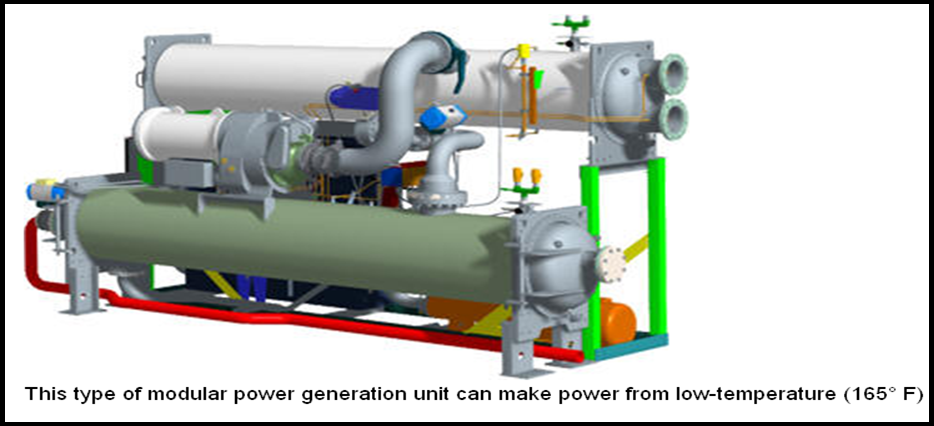 This type of modular power generation unit can make power from low-temperature (165° F)